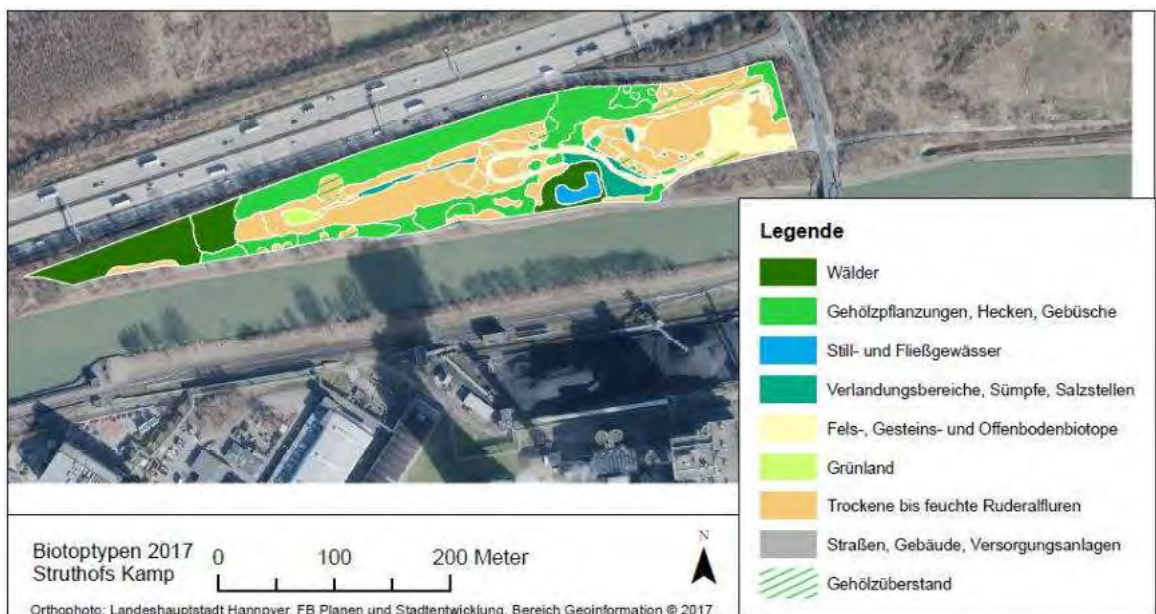 Legende
Wälder
Gehölzpflanzungen, Hecken, Gebüsche
Still- und Fließgewässer
Verlandungsbereiche, Sümpfe, Salzstellen
Fels-, Gesteins- und Offenbodenbiotope
Grünland
Trockene bis feuchte Ruderalfluren
Straßen, Gebäude, Versorgungsanlagen
Gehölzüberstand
Biotoptypen 2017
Struthofs Kamp
0 100 200 Meter
N
Orthophoto: Landeshauptstadt Hannover, FB Planen und Stadtentwicklung, Bereich Geoinformation © 2017